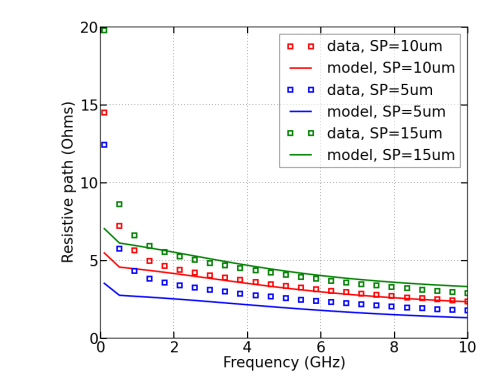 20
15
10
5
0
0
2
4
6
8
10
Resistive path (Ohms)
Frequency (GHz)
data, SP=10um
model, SP=10um
data, SP=5um
model, SP=5um
data, SP=15um
model, SP=15um